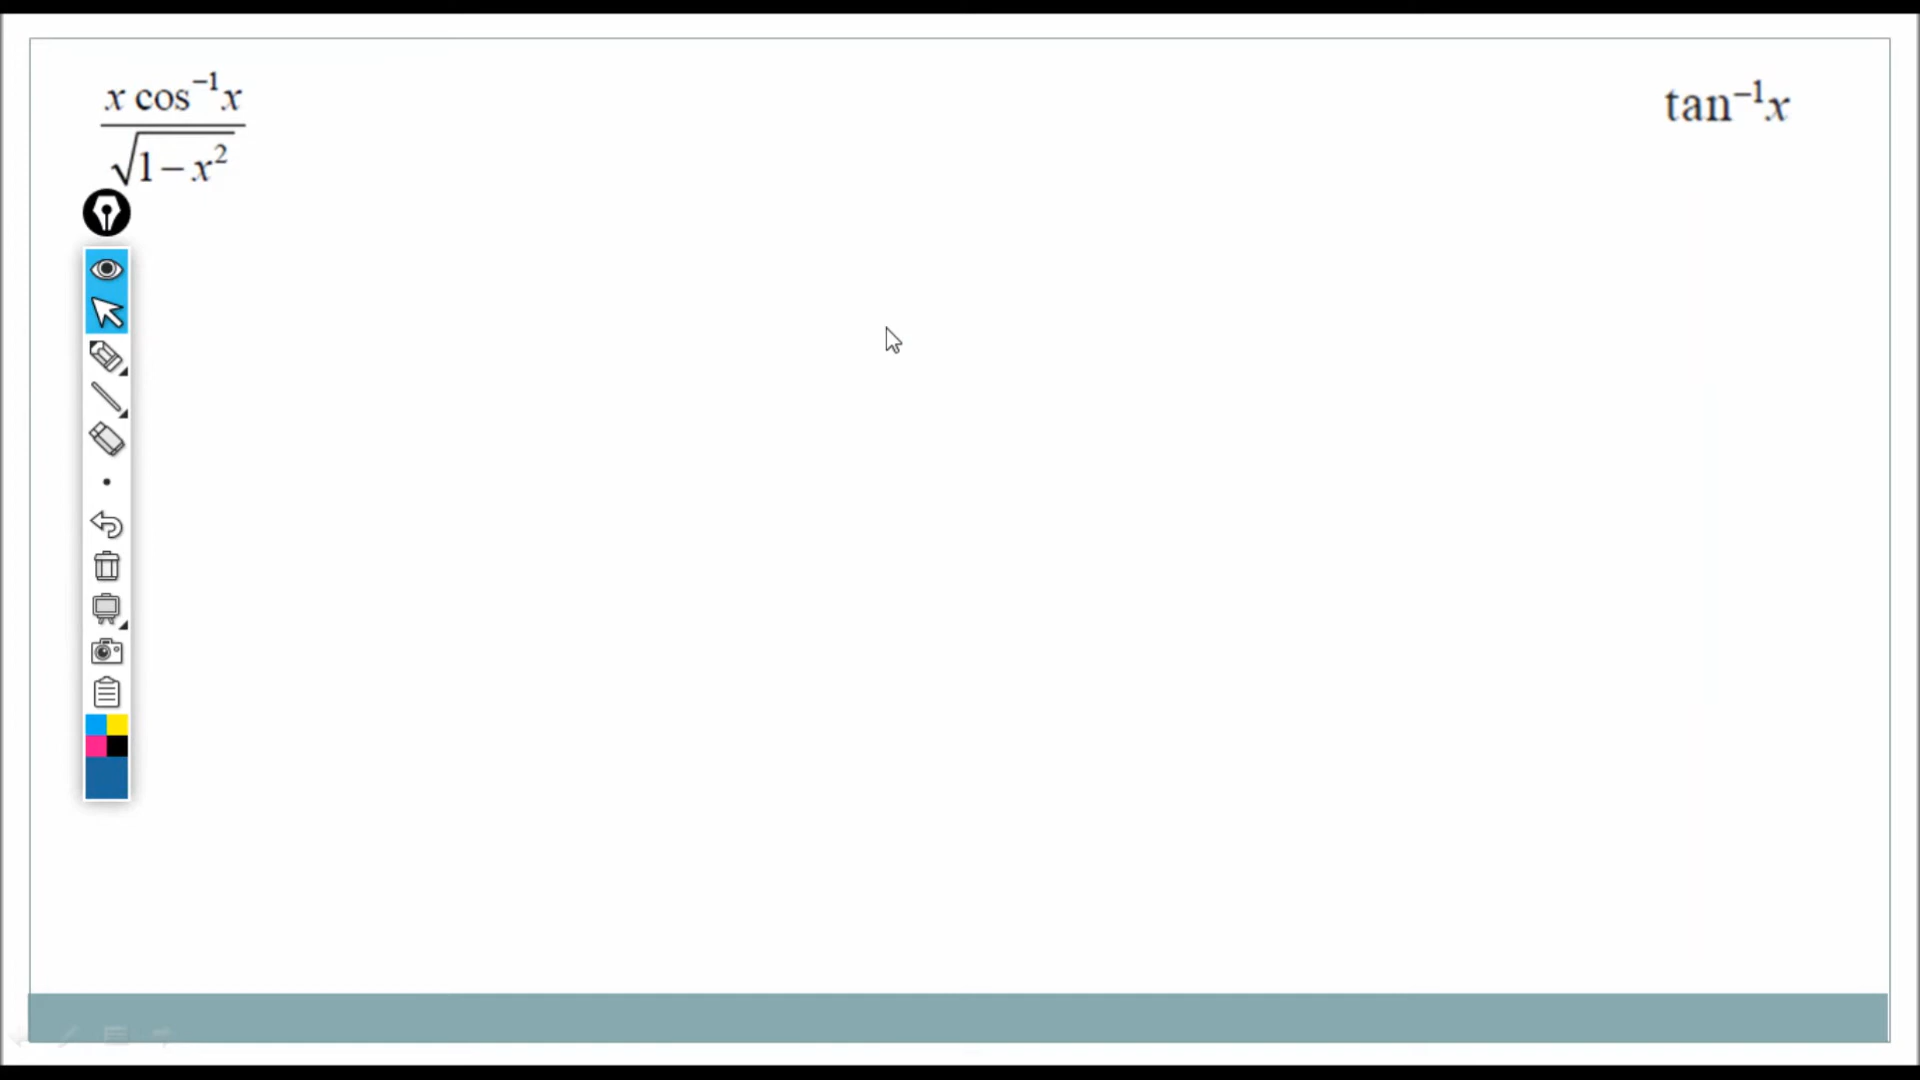 x cos⁻¹x / √(1 − x²)
tan⁻¹x